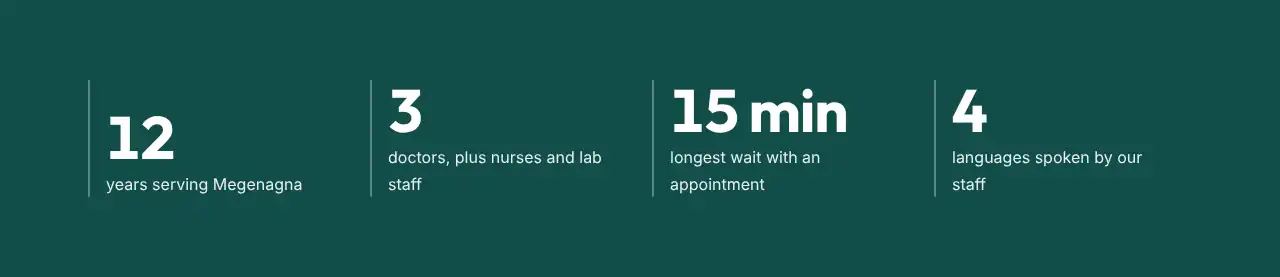 12
years serving Megenagna
3
doctors, plus nurses and lab
staff
15 min
longest wait with an
appointment
4
languages spoken by our
staff